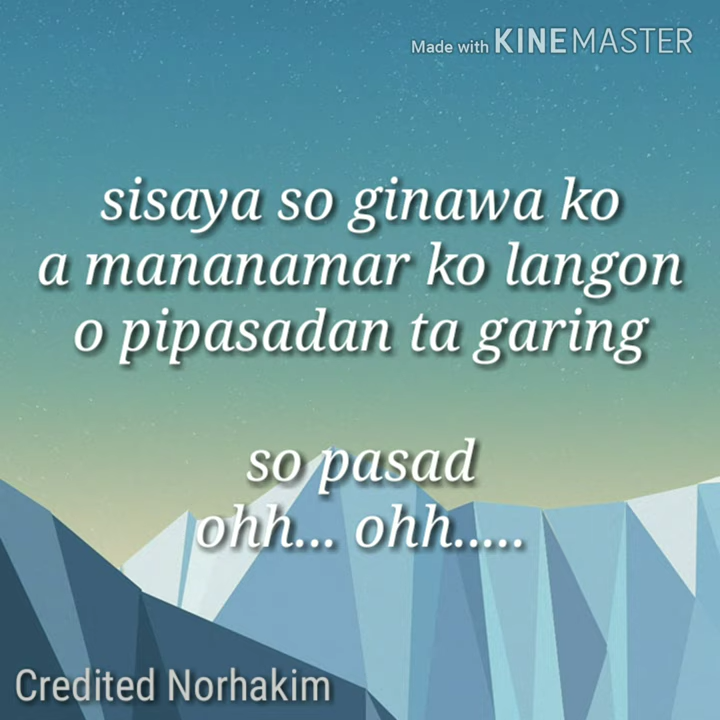 Made with KINEMASTER
sisaya so ginawa ko
a mananamar ko langon
o pipasadan ta garing
so pasad
ohh... ohh.....
Credited Norhakim